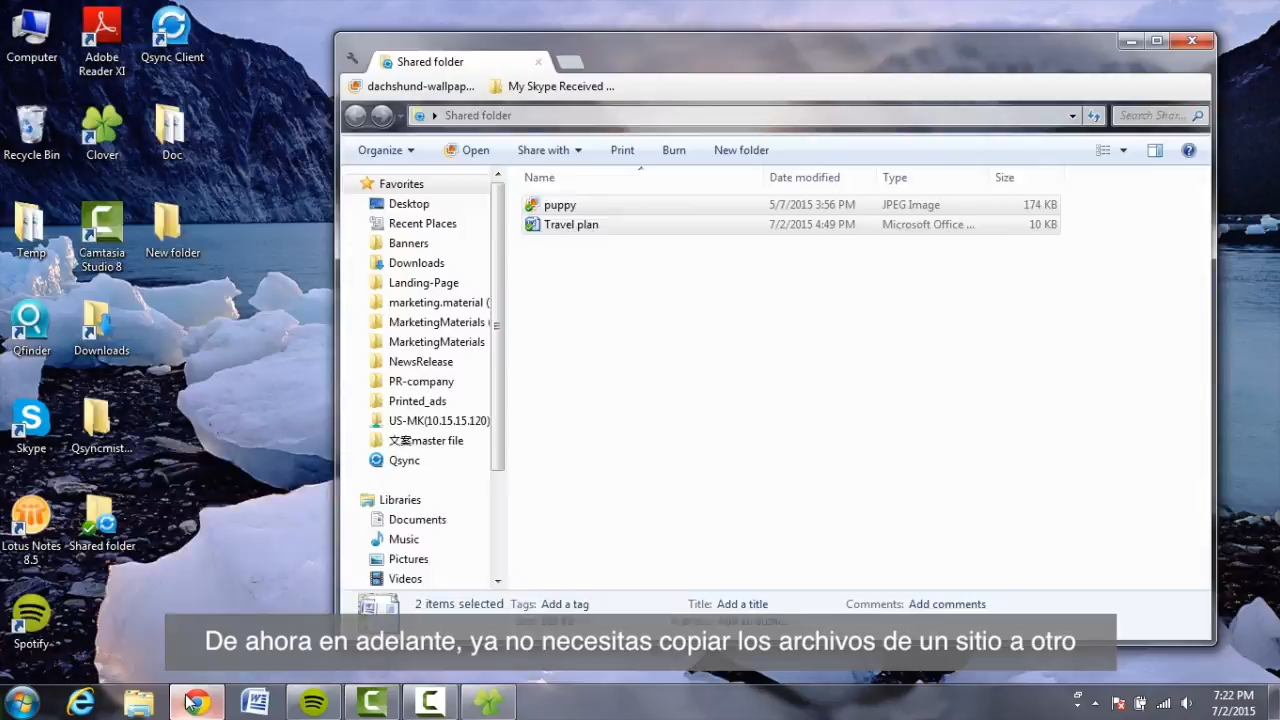 Computer
Adobe
Reader XI
Qsync Client
Recycle Bin
Clover
Doc
Temp
Camtasia
Studio 8
New folder
Qfinder
Downloads
Skype
Qsyncmist...
Lotus Notes
8.5
Shared folder
Spotify
Shared folder
dachshund-wallpap...
My Skype Received ...
Shared folder
Search Shar...
Organize
Open
Share with
Print
Burn
New folder
Name
Date modified
Type
Size
puppy
5/7/2015 3:56 PM
JPEG Image
174 KB
Travel plan
7/2/2015 4:49 PM
Microsoft Office ...
10 KB
Favorites
Desktop
Recent Places
Banners
Downloads
Landing-Page
marketing.material (
MarketingMaterials
MarketingMaterials
NewsRelease
PR-company
Printed_ads
US-MK(10.15.15.120)
文案master file
Qsync
Libraries
Documents
Music
Pictures
Videos
2 items selected
Tags: Add a tag
Title: Add a title
Comments: Add comments
De ahora en adelante, ya no necesitas copiar los archivos de un sitio a otro
7:22 PM
7/2/2015